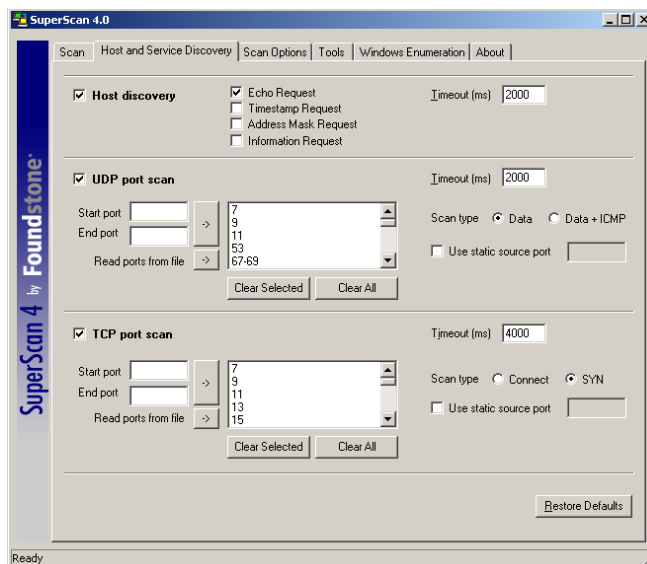 SuperScan 4.0
Scan Host and Service Discovery Scan Options Tools Windows Enumeration About
Host discovery
Echo Request
Timestamp Request
Address Mask Request
Information Request
Timeout (ms) 2000
UDP port scan
Timeout (ms) 2000
Start port
End port
->
Read ports from file ->
7
9
11
53
67-69
Clear Selected Clear All
Scan type Data Data + ICMP
Use static source port
TCP port scan
Timeout (ms) 4000
Start port
End port
->
Read ports from file ->
7
9
11
13
15
Clear Selected Clear All
Scan type Connect SYN
Use static source port
Restore Defaults
SuperScan 4 by Foundstone
Ready